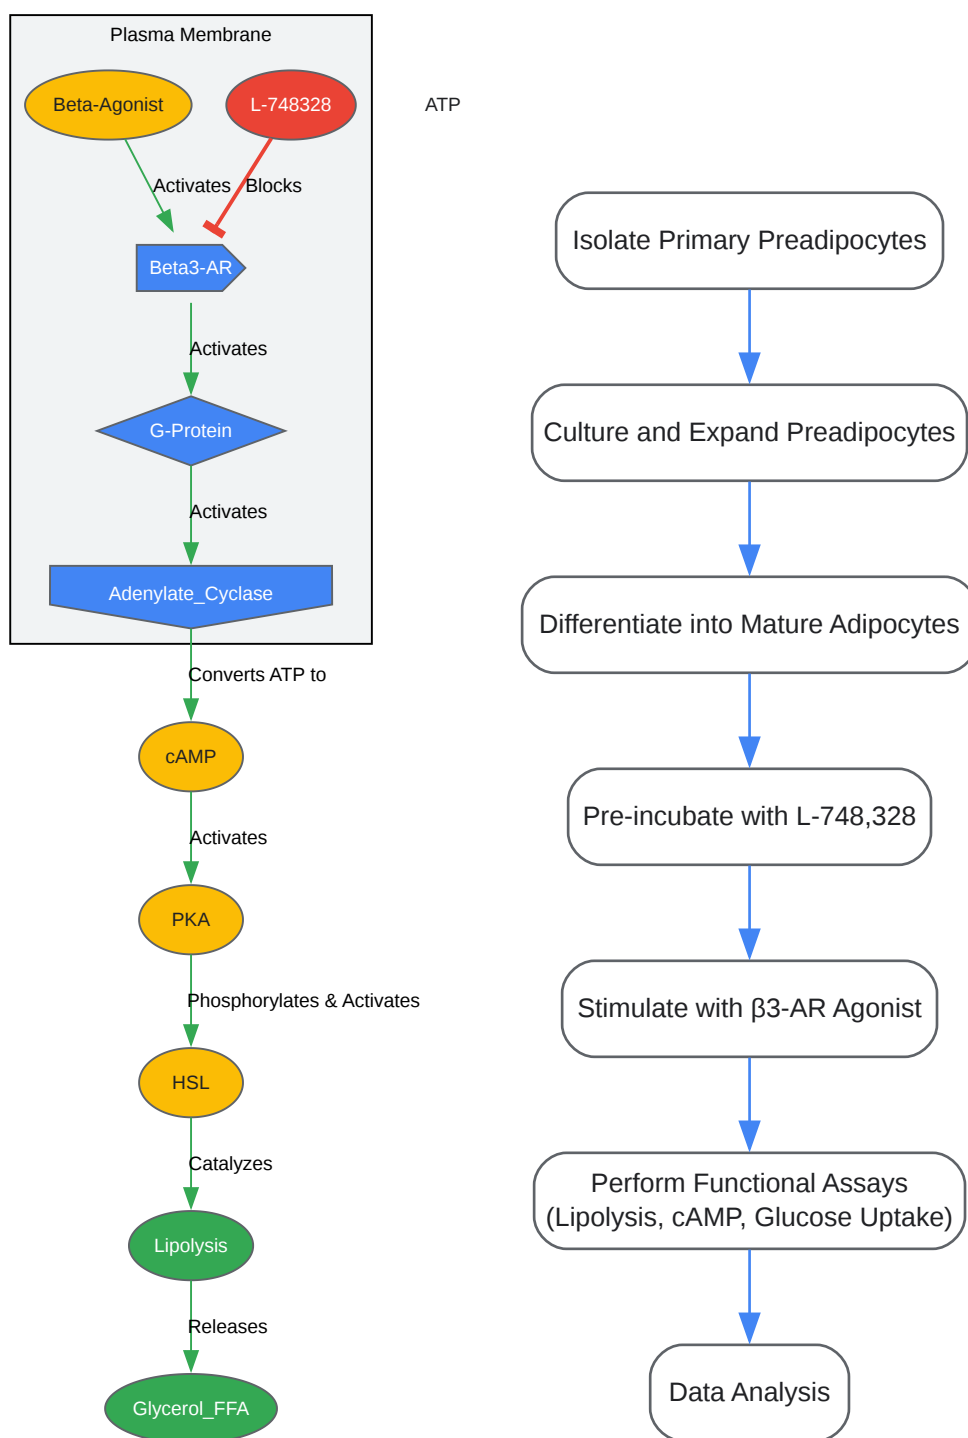 Plasma Membrane
Beta-Agonist
L-748328
ATP
Activates
Blocks
Beta3-AR
Activates
G-Protein
Activates
Adenylate_Cyclase
Converts ATP to
cAMP
Activates
PKA
Phosphorylates & Activates
HSL
Catalyzes
Lipolysis
Releases
Glycerol_FFA
Isolate Primary Preadipocytes
Culture and Expand Preadipocytes
Differentiate into Mature Adipocytes
Pre-incubate with L-748,328
Stimulate with β3-AR Agonist
Perform Functional Assays
(Lipolysis, cAMP, Glucose Uptake)
Data Analysis